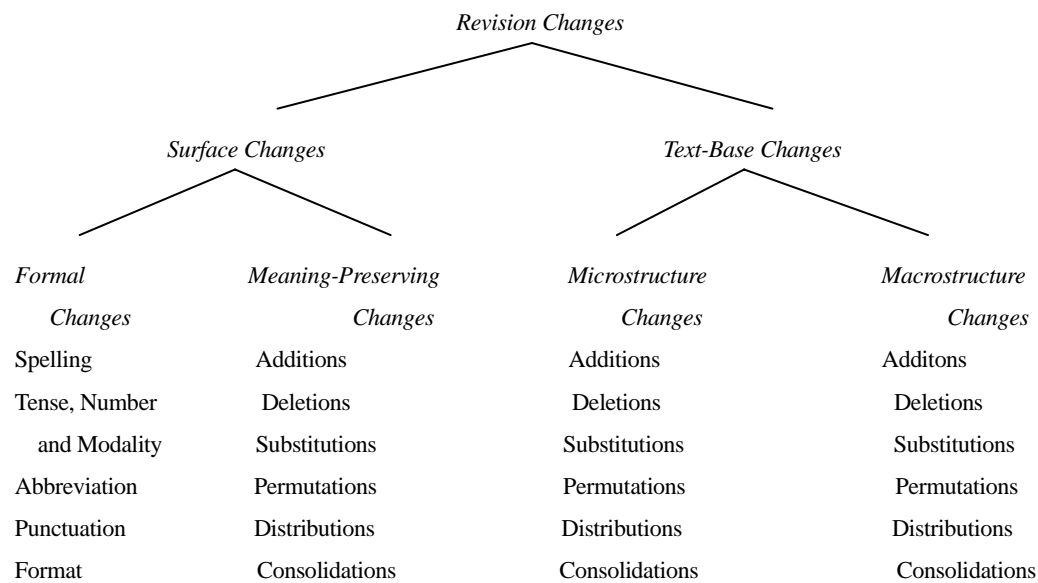 Revision Changes
Surface Changes Text-Base Changes
Formal Meaning-Preserving Microstructure Macrostructure
Changes Changes Changes Changes
Spelling Additions Additions Additons
Tense, Number Deletions Deletions Deletions
and Modality Substitutions Substitutions Substitutions
Abbreviation Permutations Permutations Permutations
Punctuation Distributions Distributions Distributions
Format Consolidations Consolidations Consolidations